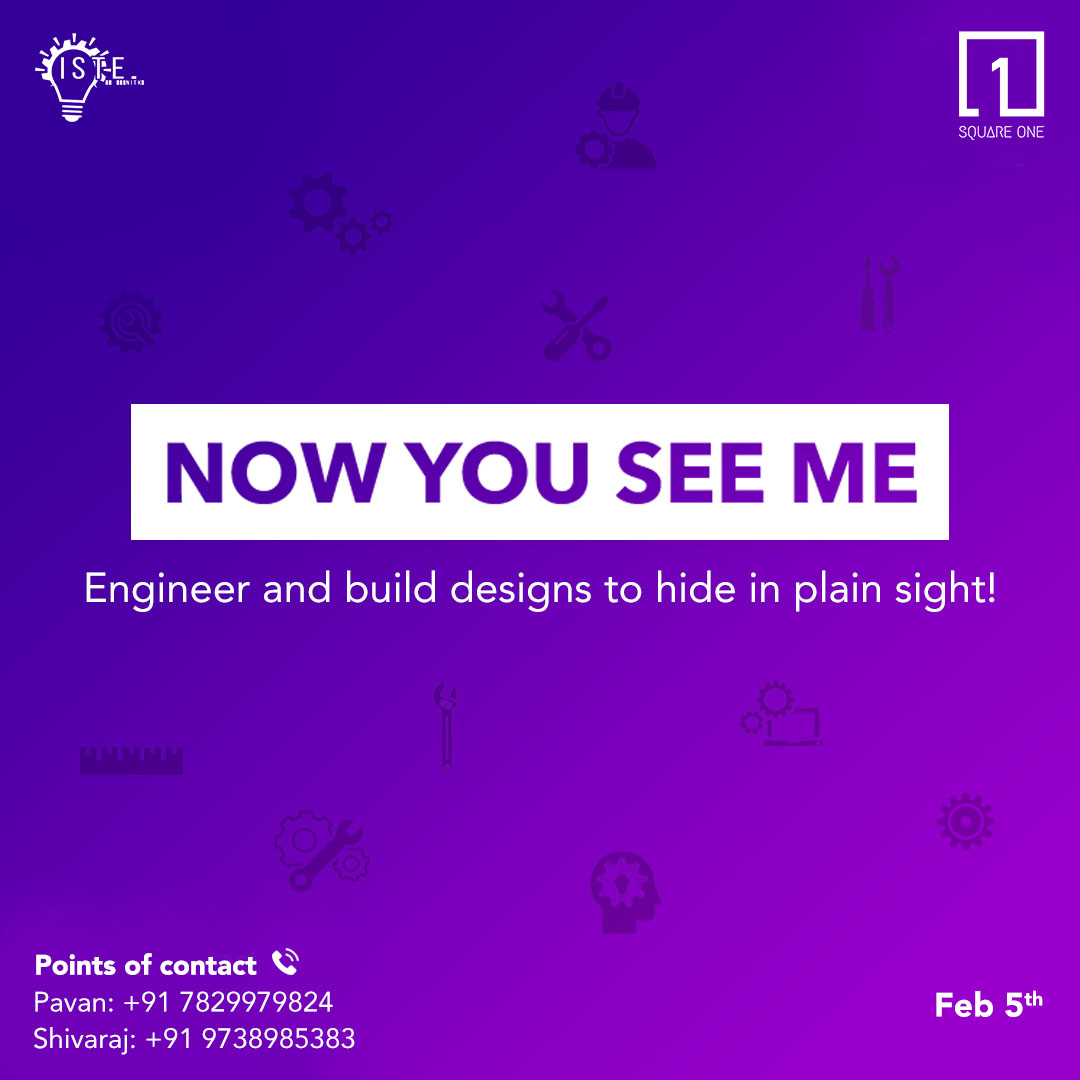 ISTE
1
SQUARE ONE
NOW YOU SEE ME
Engineer and build designs to hide in plain sight!
Points of contact
Pavan: +91 7829979824
Shivaraj: +91 9738985383
Feb 5th